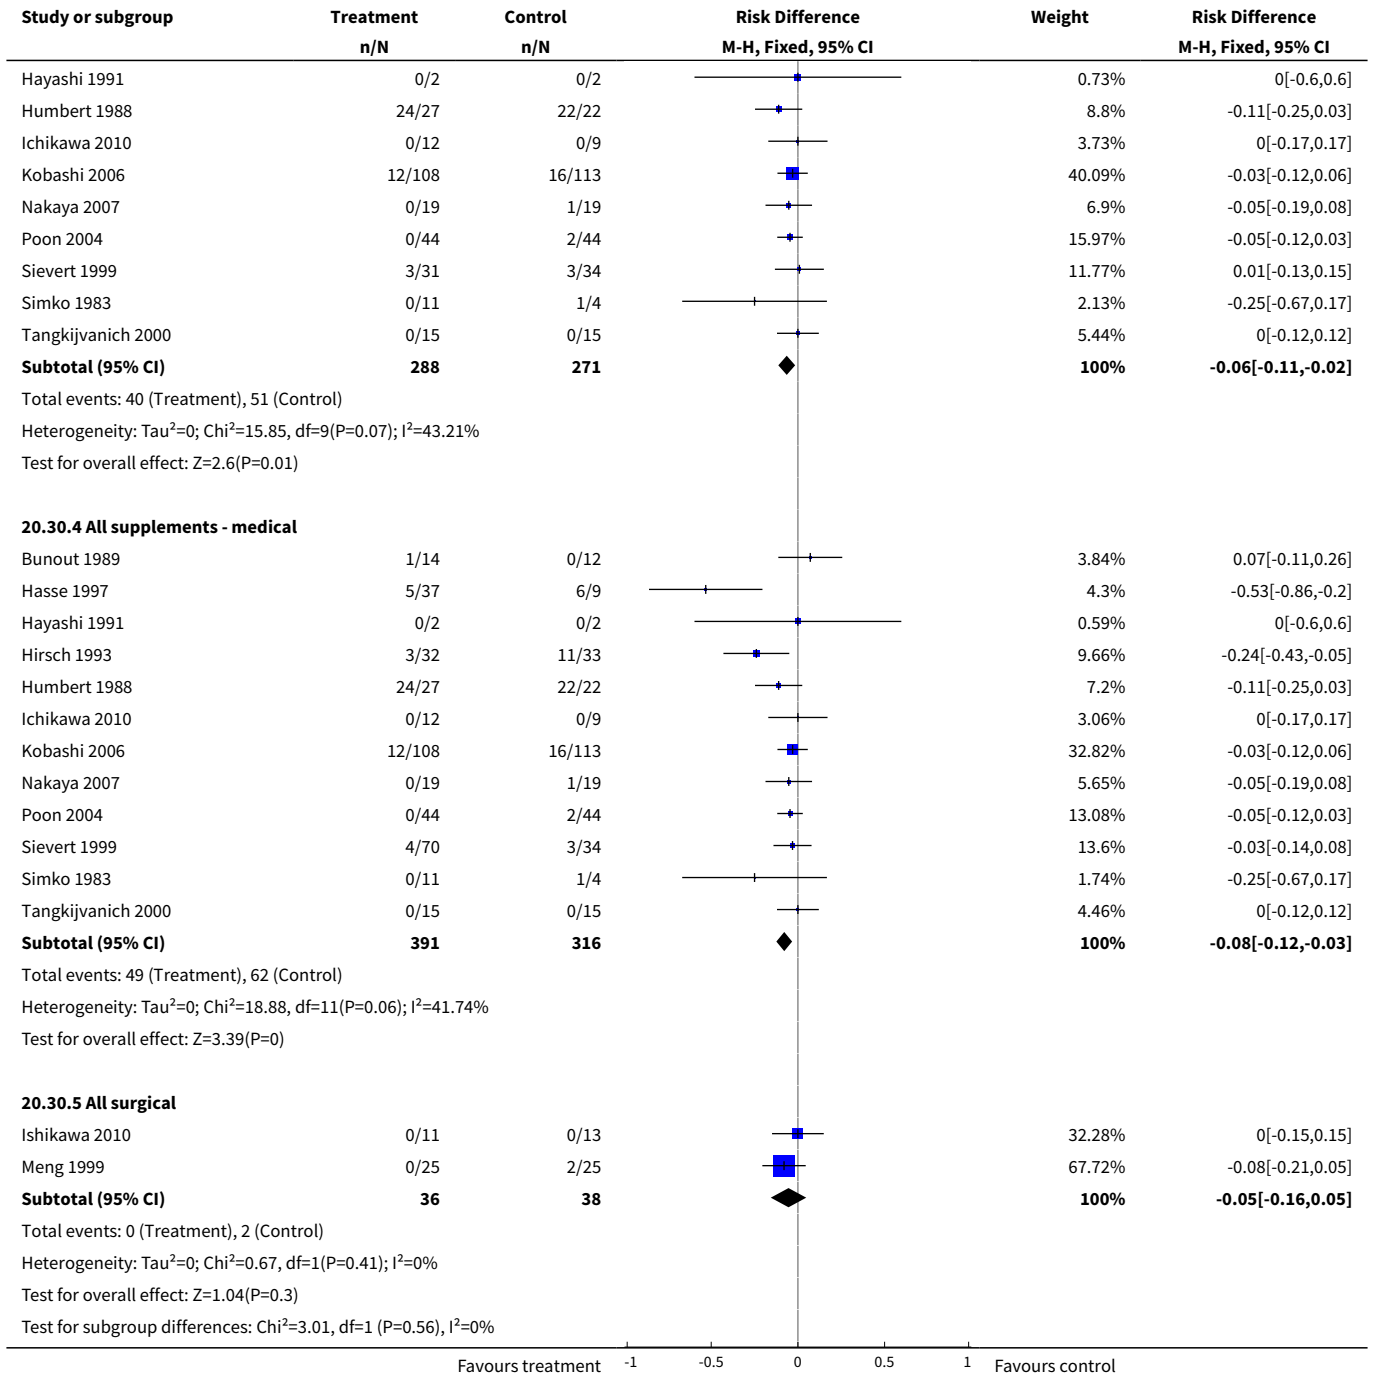 Study or subgroup Treatment Control Risk Difference Weight Risk Difference
n/N n/N M-H, Fixed, 95% CI M-H, Fixed, 95% CI
Hayashi 1991 0/2 0/2 0.73% 0[-0.6,0.6]
Humbert 1988 24/27 22/22 8.8% -0.11[-0.25,0.03]
Ichikawa 2010 0/12 0/9 3.73% 0[-0.17,0.17]
Kobashi 2006 12/108 16/113 40.09% -0.03[-0.12,0.06]
Nakaya 2007 0/19 1/19 6.9% -0.05[-0.19,0.08]
Poon 2004 0/44 2/44 15.97% -0.05[-0.12,0.03]
Sievert 1999 3/31 3/34 11.77% 0.01[-0.13,0.15]
Simko 1983 0/11 1/4 2.13% -0.25[-0.67,0.17]
Tangkijvanich 2000 0/15 0/15 5.44% 0[-0.12,0.12]
Subtotal (95% CI) 288 271 100% -0.06[-0.11,-0.02]
Total events: 40 (Treatment), 51 (Control)
Heterogeneity: Tau²=0; Chi²=15.85, df=9(P=0.07); I²=43.21%
Test for overall effect: Z=2.6(P=0.01)
20.30.4 All supplements - medical
Bunout 1989 1/14 0/12 3.84% 0.07[-0.11,0.26]
Hasse 1997 5/37 6/9 4.3% -0.53[-0.86,-0.2]
Hayashi 1991 0/2 0/2 0.59% 0[-0.6,0.6]
Hirsch 1993 3/32 11/33 9.66% -0.24[-0.43,-0.05]
Humbert 1988 24/27 22/22 7.2% -0.11[-0.25,0.03]
Ichikawa 2010 0/12 0/9 3.06% 0[-0.17,0.17]
Kobashi 2006 12/108 16/113 32.82% -0.03[-0.12,0.06]
Nakaya 2007 0/19 1/19 5.65% -0.05[-0.19,0.08]
Poon 2004 0/44 2/44 13.08% -0.05[-0.12,0.03]
Sievert 1999 4/70 3/34 13.6% -0.03[-0.14,0.08]
Simko 1983 0/11 1/4 1.74% -0.25[-0.67,0.17]
Tangkijvanich 2000 0/15 0/15 4.46% 0[-0.12,0.12]
Subtotal (95% CI) 391 316 100% -0.08[-0.12,-0.03]
Total events: 49 (Treatment), 62 (Control)
Heterogeneity: Tau²=0; Chi²=18.88, df=11(P=0.06); I²=41.74%
Test for overall effect: Z=3.39(P=0)
20.30.5 All surgical
Ishikawa 2010 0/11 0/13 32.28% 0[-0.15,0.15]
Meng 1999 0/25 2/25 67.72% -0.08[-0.21,0.05]
Subtotal (95% CI) 36 38 100% -0.05[-0.16,0.05]
Total events: 0 (Treatment), 2 (Control)
Heterogeneity: Tau²=0; Chi²=0.67, df=1(P=0.41); I²=0%
Test for overall effect: Z=1.04(P=0.3)
Test for subgroup differences: Chi²=3.01, df=1 (P=0.56), I²=0%
Favours treatment -1 -0.5 0 0.5 1 Favours control